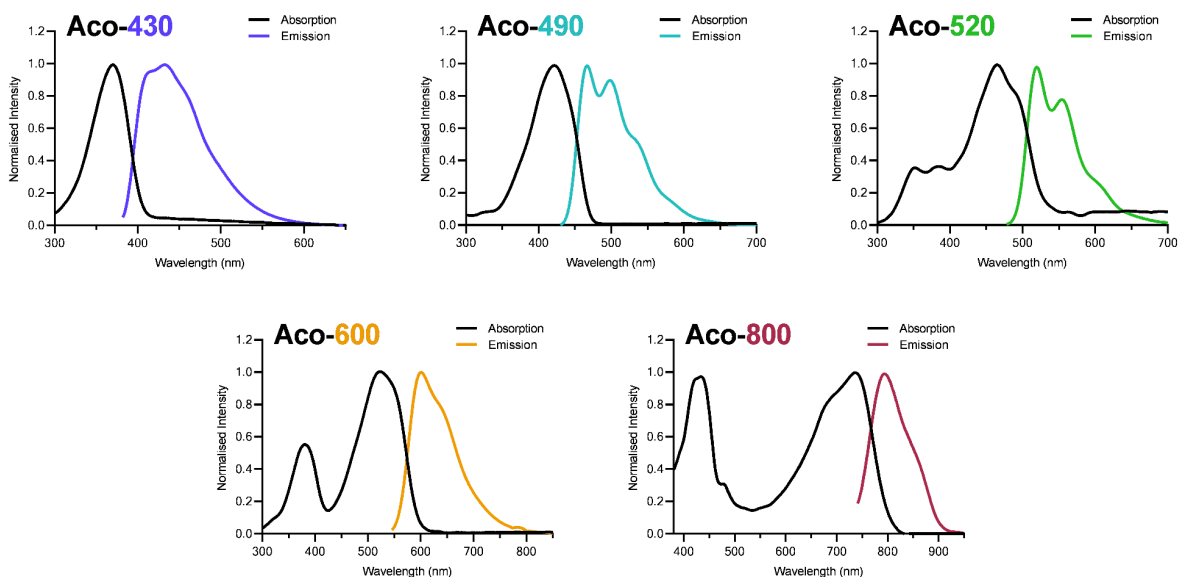 Aco-430
Absorption
Emission
Normalised Intensity
1.2
1.0
0.8
0.6
0.4
0.2
0.0
300 400 500 600
Wavelength (nm)
Aco-490
Absorption
Emission
Normalised Intensity
1.2
1.0
0.8
0.6
0.4
0.2
0.0
300 400 500 600 700
Wavelength (nm)
Aco-520
Absorption
Emission
Normalised Intensity
1.2
1.0
0.8
0.6
0.4
0.2
0.0
300 400 500 600 700
Wavelength (nm)
Aco-600
Absorption
Emission
Normalised Intensity
1.2
1.0
0.8
0.6
0.4
0.2
0.0
300 400 500 600 700 800
Wavelength (nm)
Aco-800
Absorption
Emission
Normalised Intensity
1.2
1.0
0.8
0.6
0.4
0.2
0.0
400 500 600 700 800 900
Wavelength (nm)